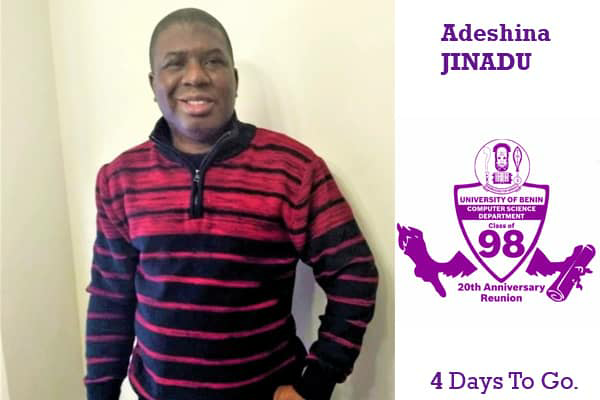 Adeshina
JINADU
UNIVERSITY OF BENIN
COMPUTER SCIENCE
DEPARTMENT
Class of
98
20th Anniversary
Reunion
4 Days To Go.